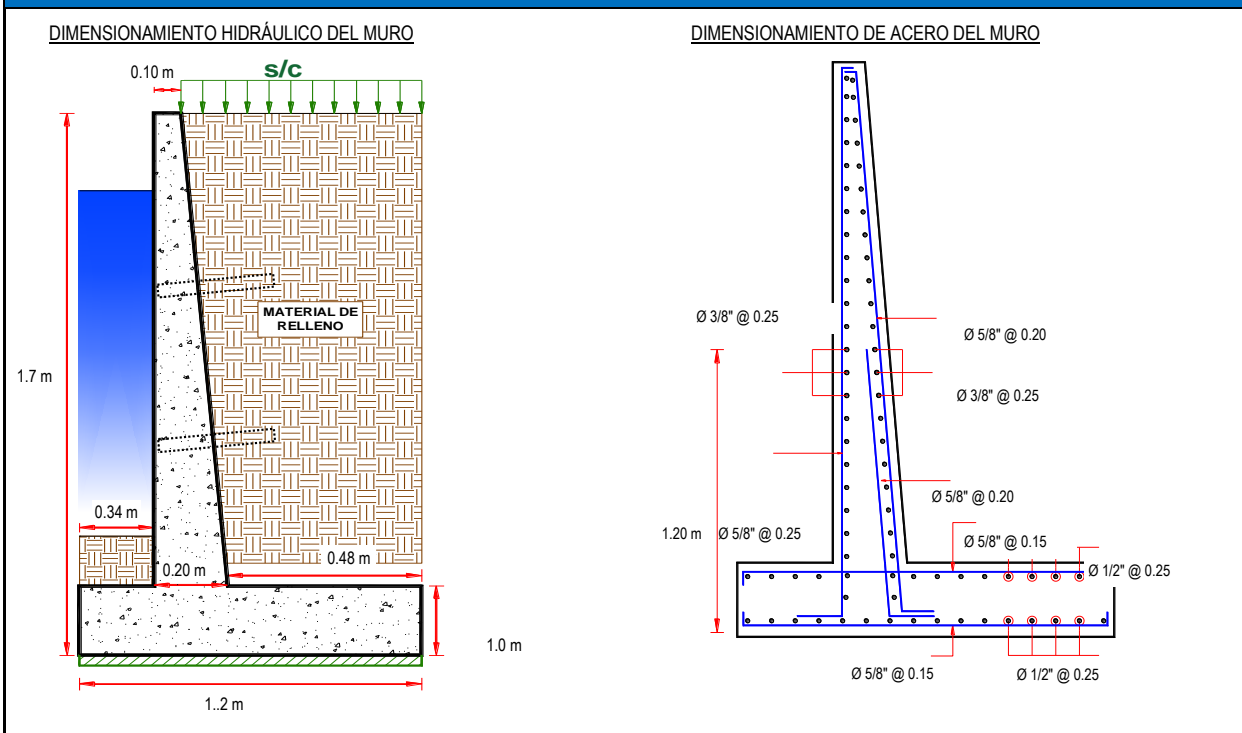 DIMENSIONAMIENTO HIDRÁULICO DEL MURO
0.10 m
s/c
MATERIAL DE
RELLENO
1.7 m
0.34 m
0.48 m
0.20 m
1.0 m
1..2 m
DIMENSIONAMIENTO DE ACERO DEL MURO
Ø 3/8" @ 0.25
Ø 5/8" @ 0.20
Ø 3/8" @ 0.25
Ø 5/8" @ 0.20
1.20 m
Ø 5/8" @ 0.25
Ø 5/8" @ 0.15
Ø 1/2" @ 0.25
Ø 5/8" @ 0.15
Ø 1/2" @ 0.25